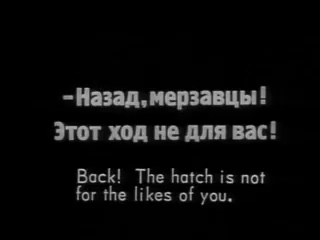 -Назад, мерзавцы!
Этот ход не для вас!
Back! The hatch is not
for the likes of you.